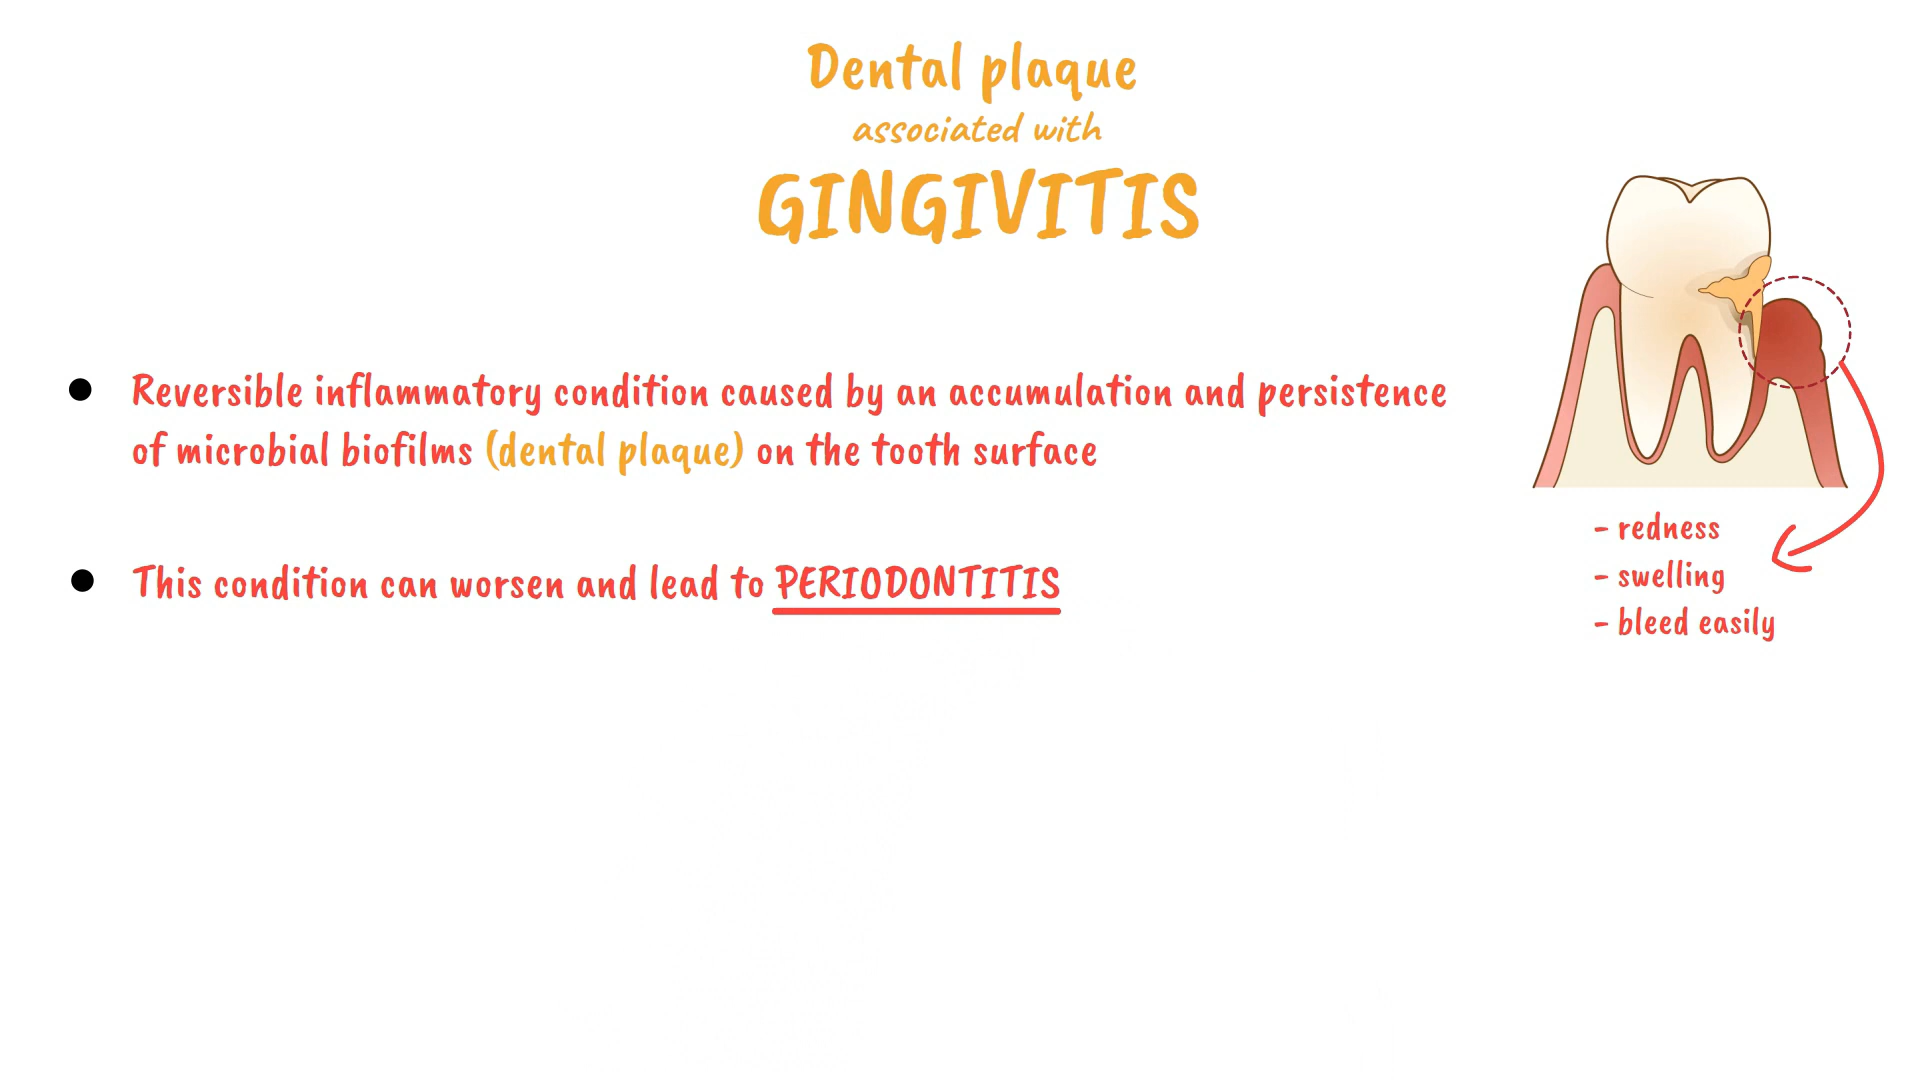 Dental plaque
associated with
GINGIVITIS
● Reversible inflammatory condition caused by an accumulation and persistence
of microbial biofilms (dental plaque) on the tooth surface
● This condition can worsen and lead to PERIODONTITIS
- redness
- swelling
- bleed easily